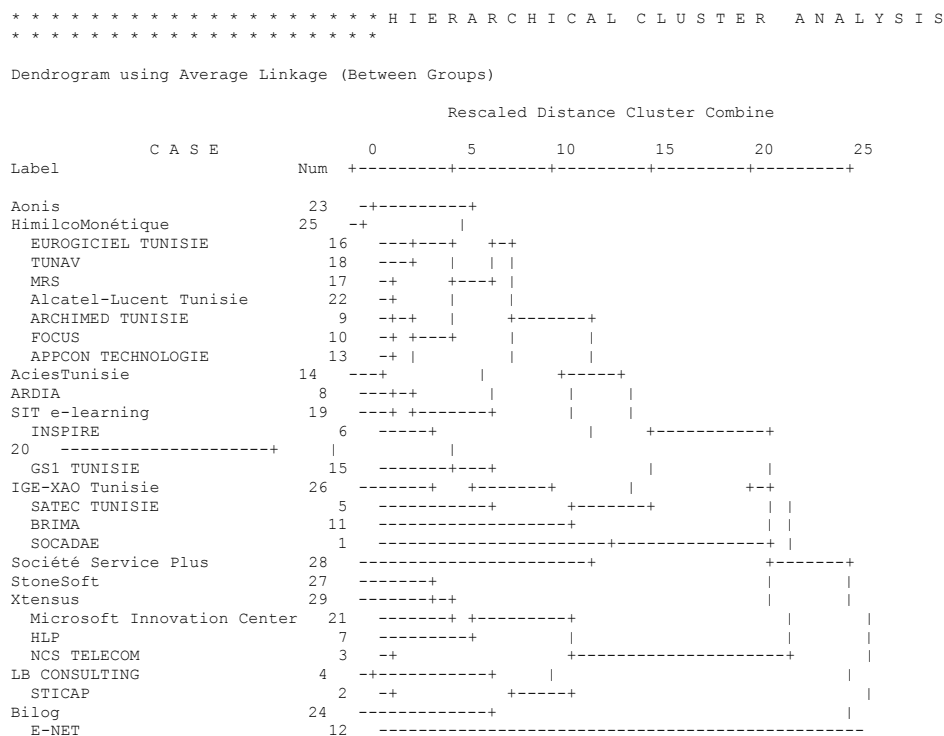 * * * * * * * * * * * * * * * * * * * H I E R A R C H I C A L  C L U S T E R   A N A L Y S I S
* * * * * * * * * * * * * * * * * * *
Dendrogram using Average Linkage (Between Groups)
Rescaled Distance Cluster Combine
C A S E 0 5 10 15 20 25
Label Num +---------+---------+---------+---------+---------+
Aonis 23 -+---------+
HimilcoMonétique 25 -+ |
EUROGICIEL TUNISIE 16 ---+---+ +-+
TUNAV 18 ---+ | | |
MRS 17 -+ +---+ |
Alcatel-Lucent Tunisie 22 -+ | |
ARCHIMED TUNISIE 9 -+-+ | +-------+
FOCUS 10 -+ +---+ | |
APPCON TECHNOLOGIE 13 -+ | | |
AciesTunisie 14 ---+ | +-----+
ARDIA 8 ---+-+ | | |
SIT e-learning 19 ---+ +-------+ | |
INSPIRE 6 -----+ | +-----------+
20 ---------------------+ | |
GS1 TUNISIE 15 -------+---+ | |
IGE-XAO Tunisie 26 -------+ +-------+ | +-+
SATEC TUNISIE 5 -----------+ +-------+ | |
BRIMA 11 -------------------+ | |
SOCADAE 1 -----------------------+---------------+ |
Société Service Plus 28 -----------------------+ +-------+
StoneSoft 27 -------+ | |
Xtensus 29 -------+-+ | |
Microsoft Innovation Center 21 -------+ +---------+ | |
HLP 7 ---------+ | | |
NCS TELECOM 3 -+ +---------------------+ |
LB CONSULTING 4 -+-----------+ | |
STICAP 2 -+ +-----+ |
Bilog 24 -------------+ |
E-NET 12 -------------------------------------------------